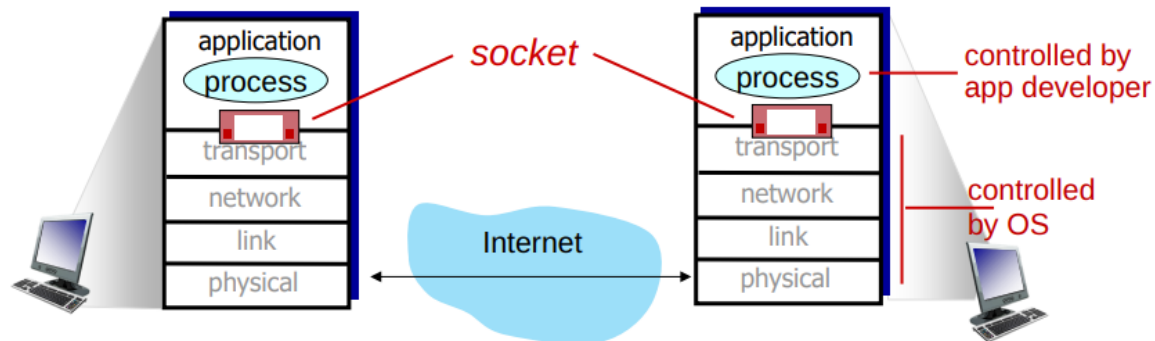 application
process
transport
network
link
physical
socket
Internet
application
process
transport
network
link
physical
controlled by
app developer
controlled
by OS